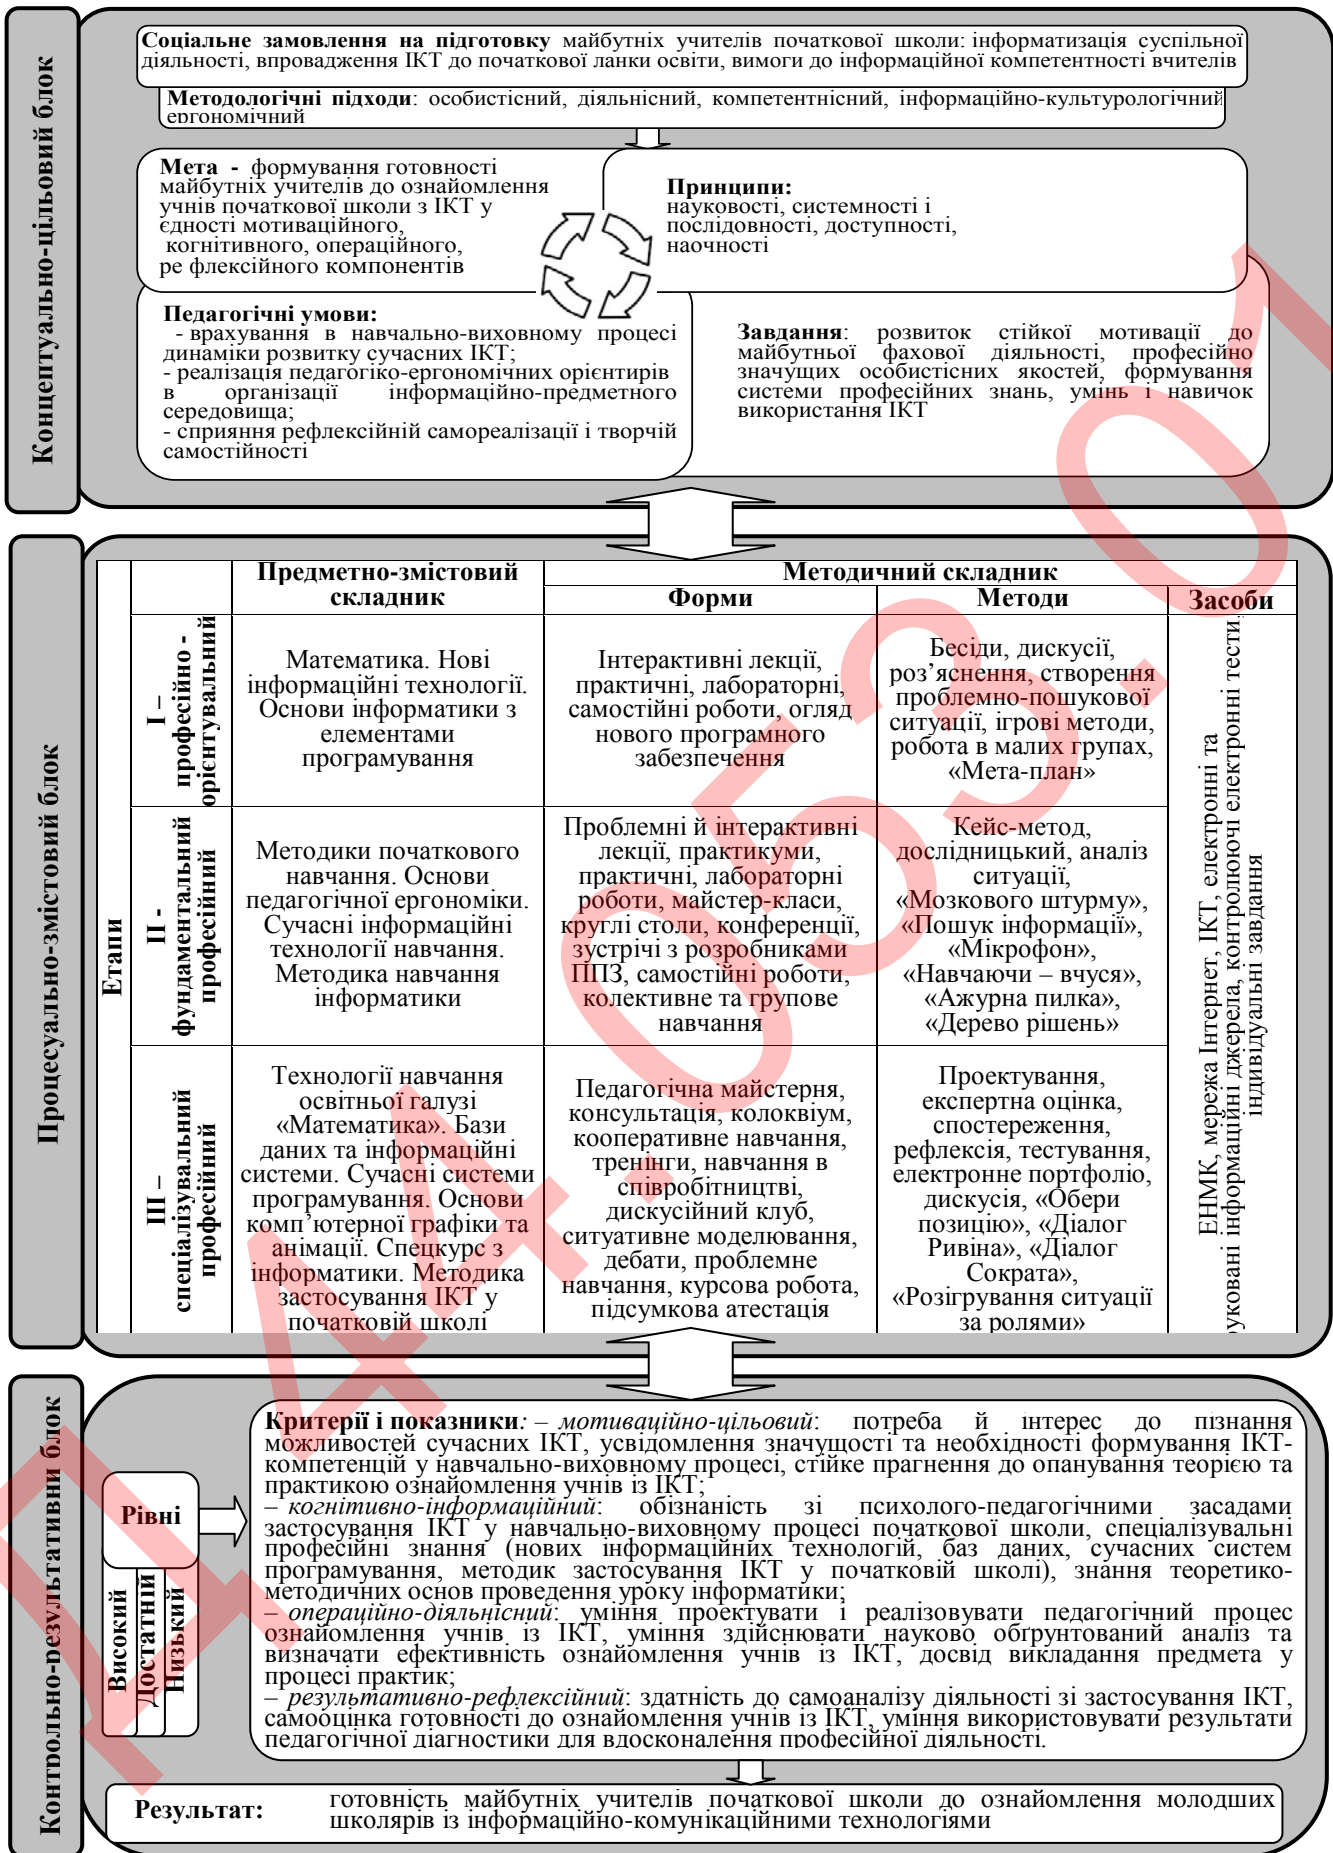 Концептуально-цільовий блок
Соціальне замовлення на підготовку майбутніх учителів початкової школи: інформатизація суспільної
діяльності, впровадження ІКТ до початкової ланки освіти, вимоги до інформаційної компетентності вчителів
Методологічні підходи: особистісний, діяльнісний, компетентнісний, інформаційно-культурологічний
ергономічний
Мета - формування готовності
майбутніх учителів до ознайомлення
учнів початкової школи з ІКТ у
єдності мотиваційного,
когнітивного, операційного,
ре флексійного компонентів
Принципи:
науковості, системності і
послідовності, доступності,
наочності
Педагогічні умови:
- врахування в навчально-виховному процесі
динаміки розвитку сучасних ІКТ;
- реалізація педагогіко-ергономічних орієнтирів
в організації інформаційно-предметного
середовища;
- сприяння рефлексійній самореалізації і творчій
самостійності
Завдання: розвиток стійкої мотивації до
майбутньої фахової діяльності, професійно
значущих особистісних якостей, формування
системи професійних знань, умінь і навичок
використання ІКТ
Процесуально-змістовий блок
Етапи
Предметно-змістовий
складник
Методичний складник
Форми
Методи
Засоби
І –
професійно -
орієнтувальний
Математика. Нові
інформаційні технології.
Основи інформатики з
елементами
програмування
Інтерактивні лекції,
практичні, лабораторні,
самостійні роботи, огляд
нового програмного
забезпечення
Бесіди, дискусії,
роз’яснення, створення
проблемно-пошукової
ситуації, ігрові методи,
робота в малих групах,
«Мета-план»
ІІ -
фундаментальний
професійний
Методики початкового
навчання. Основи
педагогічної ергономіки.
Сучасні інформаційні
технології навчання.
Методика навчання
інформатики
Проблемні й інтерактивні
лекції, практикуми,
практичні, лабораторні
роботи, майстер-класи,
круглі столи, конференції,
зустрічі з розробниками
ППЗ, самостійні роботи,
колективне та групове
навчання
Кейс-метод,
дослідницький, аналіз
ситуації,
«Мозкового штурму»,
«Пошук інформації»,
«Мікрофон»,
«Навчаючи – вчуся»,
«Ажурна пилка»,
«Дерево рішень»
ІІІ –
спеціалізувальний
професійний
Технології навчання
освітньої галузі
«Математика». Бази
даних та інформаційні
системи. Сучасні системи
програмування. Основи
комп’ютерної графіки та
анімації. Спецкурс з
інформатики. Методика
застосування ІКТ у
початковій школі
Педагогічна майстерня,
консультація, колоквіум,
кооперативне навчання,
тренінги, навчання в
співробітництві,
дискусійний клуб,
ситуативне моделювання,
дебати, проблемне
навчання, курсова робота,
підсумкова атестація
Проектування,
експертна оцінка,
спостереження,
рефлексія, тестування,
електронне портфоліо,
дискусія, «Обери
позицію», «Діалог
Ривіна», «Діалог
Сократа»,
«Розігрування ситуації
за ролями»
ЕНМК, мережа Інтернет, ІКТ, електронні та
інформаційні джерела, контролюючі електронні тести,
індивідуальні завдання
Контрольно-результативни блок
Рівні
Високий
Достатній
Низький
Критерії і показники: – мотиваційно-цільовий: потреба й інтерес до пізнання
можливостей сучасних ІКТ, усвідомлення значущості та необхідності формування ІКТ-
компетенцій у навчально-виховному процесі, стійке прагнення до опанування теорією та
практикою ознайомлення учнів із ІКТ;
– когнітивно-інформаційний: обізнаність зі психолого-педагогічними засадами
застосування ІКТ у навчально-виховному процесі початкової школи, спеціалізувальні
професійні знання (нових інформаційних технологій, баз даних, сучасних систем
програмування, методик застосування ІКТ у початковій школі), знання теоретико-
методичних основ проведення уроку інформатики;
– операційно-діяльнісний: уміння проектувати і реалізовувати педагогічний процес
ознайомлення учнів із ІКТ, уміння здійснювати науково обґрунтований аналіз та
визначати ефективність ознайомлення учнів із ІКТ, досвід викладання предмета у
процесі практик;
– результативно-рефлексійний: здатність до самоаналізу діяльності зі застосування ІКТ,
самооцінка готовності до ознайомлення учнів із ІКТ, уміння використовувати результати
педагогічної діагностики для вдосконалення професійної діяльності.
Результат: готовність майбутніх учителів початкової школи до ознайомлення молодших
школярів із інформаційно-комунікаційними технологіями
Д 44.053.01